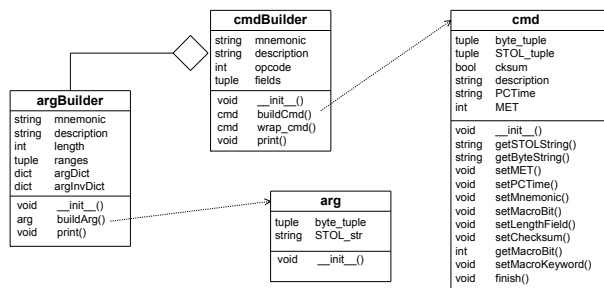 cmdBuilder
string mnemonic
string description
int opcode
tuple fields
void __init__()
cmd buildCmd()
cmd wrap_cmd()
void print()
cmd
tuple byte_tuple
tuple STOL_tuple
bool cksum
string description
string PCTime
int MET
void __init__()
string getSTOLString()
string getByteString()
void setMET()
void setPCTime()
void setMnemonic()
void setMacroBit()
void setLengthField()
void setChecksum()
int getMacroBit()
void setMacroKeyword()
void finish()
argBuilder
string mnemonic
string description
int length
tuple ranges
dict argDict
dict argInvDict
void __init__()
arg buildArg()
void print()
arg
tuple byte_tuple
string STOL_str
void __init__()